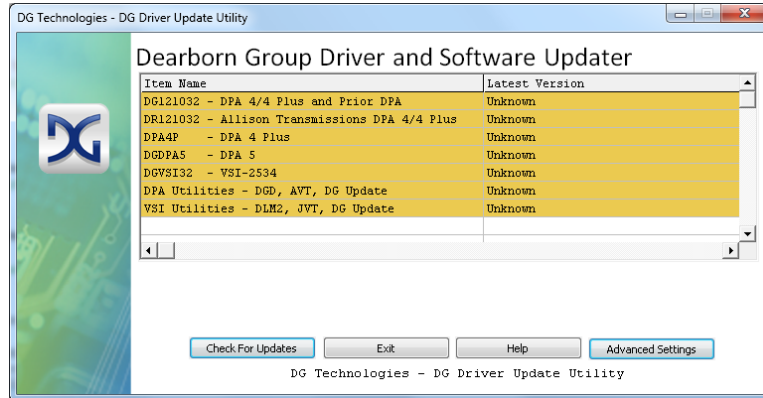 DG Technologies - DG Driver Update Utility
Dearborn Group Driver and Software Updater
Item Name Latest Version
DG121032 - DPA 4/4 Plus and Prior DPA Unknown
DR121032 - Allison Transmissions DPA 4/4 Plus Unknown
DPA4P - DPA 4 Plus Unknown
DGDPA5 - DPA 5 Unknown
DGVSI32 - VSI-2534 Unknown
DPA Utilities - DGD, AVT, DG Update Unknown
VSI Utilities - DLM2, JVT, DG Update Unknown
DG
Check For Updates Exit Help Advanced Settings
DG Technologies - DG Driver Update Utility